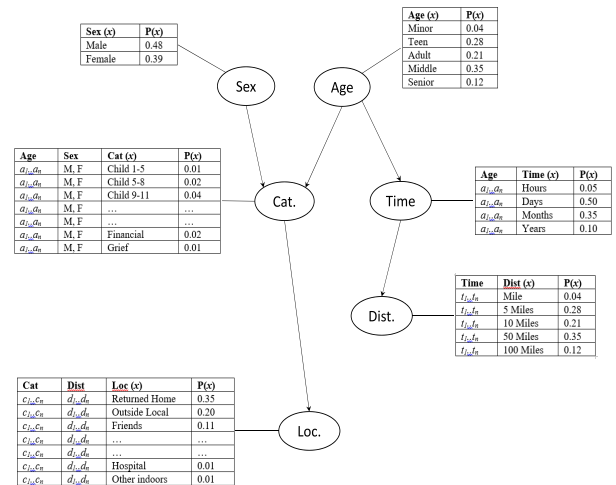 Sex (x) P(x)
Male 0.48
Female 0.39
Age (x) P(x)
Minor 0.04
Teen 0.28
Adult 0.21
Middle 0.35
Senior 0.12
Sex
Age
Age Sex Cat (x) P(x)
a1...an M, F Child 1-5 0.01
a1...an M, F Child 5-8 0.02
a1...an M, F Child 9-11 0.04
a1...an M, F ... ...
a1...an M, F ... ...
a1...an M, F Financial 0.02
a1...an M, F Grief 0.01
Cat.
Time
Age Time (x) P(x)
a1...an Hours 0.05
a1...an Days 0.50
a1...an Months 0.35
a1...an Years 0.10
Dist.
Time Dist (x) P(x)
t1...tn Mile 0.04
t1...tn 5 Miles 0.28
t1...tn 10 Miles 0.21
t1...tn 50 Miles 0.35
t1...tn 100 Miles 0.12
Cat Dist Loc (x) P(x)
c1...cn d1...dn Returned Home 0.35
c1...cn d1...dn Outside Local 0.20
c1...cn d1...dn Friends 0.11
c1...cn d1...dn ... ...
c1...cn d1...dn ... ...
c1...cn d1...dn Hospital 0.01
c1...cn d1...dn Other indoors 0.01
Loc.